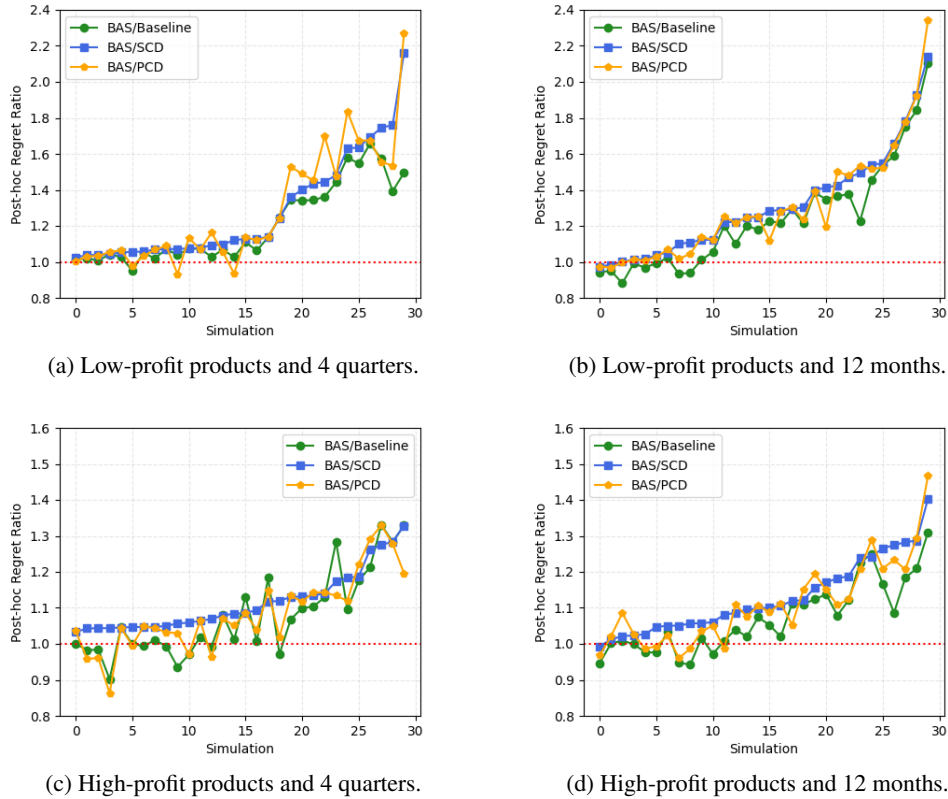 2.4
2.2
2.0
1.8
1.6
1.4
1.2
1.0
0.8
Post-hoc Regret Ratio
BAS/Baseline
BAS/SCD
BAS/PCD
0 5 10 15 20 25 30
Simulation
(a) Low-profit products and 4 quarters.
2.4
2.2
2.0
1.8
1.6
1.4
1.2
1.0
0.8
Post-hoc Regret Ratio
BAS/Baseline
BAS/SCD
BAS/PCD
0 5 10 15 20 25 30
Simulation
(b) Low-profit products and 12 months.
1.6
1.5
1.4
1.3
1.2
1.1
1.0
0.9
0.8
Post-hoc Regret Ratio
BAS/Baseline
BAS/SCD
BAS/PCD
0 5 10 15 20 25 30
Simulation
(c) High-profit products and 4 quarters.
1.6
1.5
1.4
1.3
1.2
1.1
1.0
0.9
0.8
Post-hoc Regret Ratio
BAS/Baseline
BAS/SCD
BAS/PCD
0 5 10 15 20 25 30
Simulation
(d) High-profit products and 12 months.